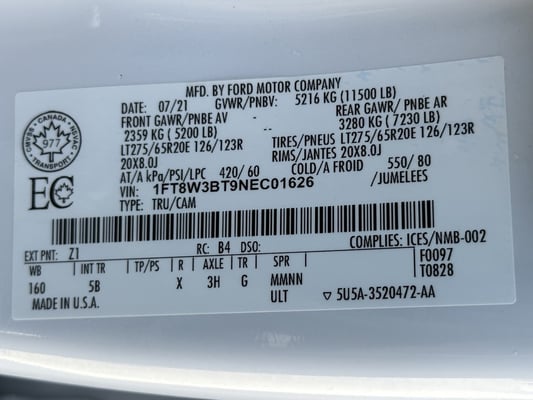 MFD. BY FORD MOTOR COMPANY
DATE: 07/21 GVWR/PNBV: 5216 KG (11500 LB)
FRONT GAWR/PNBE AV REAR GAWR/ PNBE AR
2359 KG ( 5200 LB) 3280 KG ( 7230 LB)
LT275/65R20E 126/123R TIRES/PNEUS LT275/65R20E 126/123R
20X8.0J RIMS/JANTES 20X8.0J
AT/A kPa/PSI/LPC 420/ 60 COLD/A FROID 550/ 80
VIN: 1FT8W3BT9NEC01626 /JUMELEES
TYPE: TRU/CAM
CANADA
977
TRANSPORT
EC
COMPLIES: ICES/NMB-002
EXT PNT: Z1 RC: B4 DSO: F0097
WB INT TR TP/PS R AXLE TR SPR T0828
160 5B X 3H G MMNN
MADE IN U.S.A. ULT ▽ 5U5A-3520472-AA